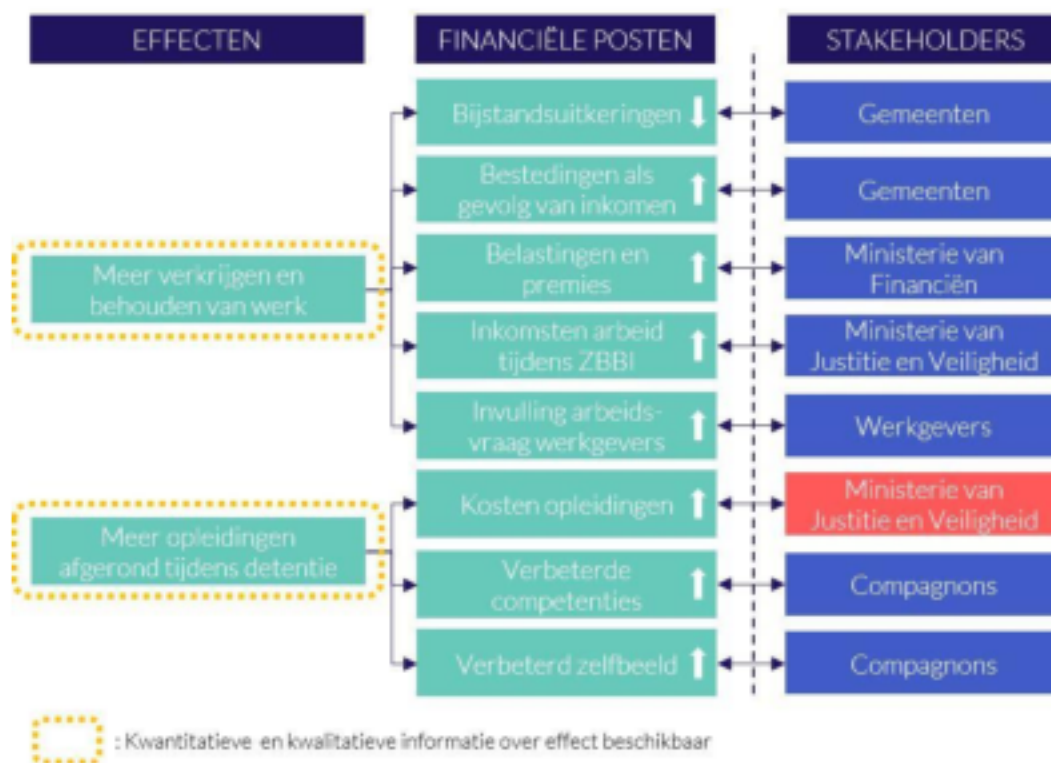 EFFECTEN
FINANCIËLE POSTEN
STAKEHOLDERS
Bijstandsuitkeringen
Gemeenten
Bestedingen als
gevolg van inkomen
Gemeenten
Meer verkrijgen en
behouden van werk
Belastingen en
premies
Ministerie van
Financiën
Inkomsten arbeid
tijdens ZBBI
Ministerie van
Justitie en Veiligheid
Invulling arbeids-
vraag werkgevers
Werkgevers
Meer opleidingen
afgerond tijdens detentie
Kosten opleidingen
Ministerie van
Justitie en Veiligheid
Verbeterde
competenties
Compagnons
Verbeterd zelfbeeld
Compagnons
: Kwantitatieve en kwalitatieve informatie over effect beschikbaar